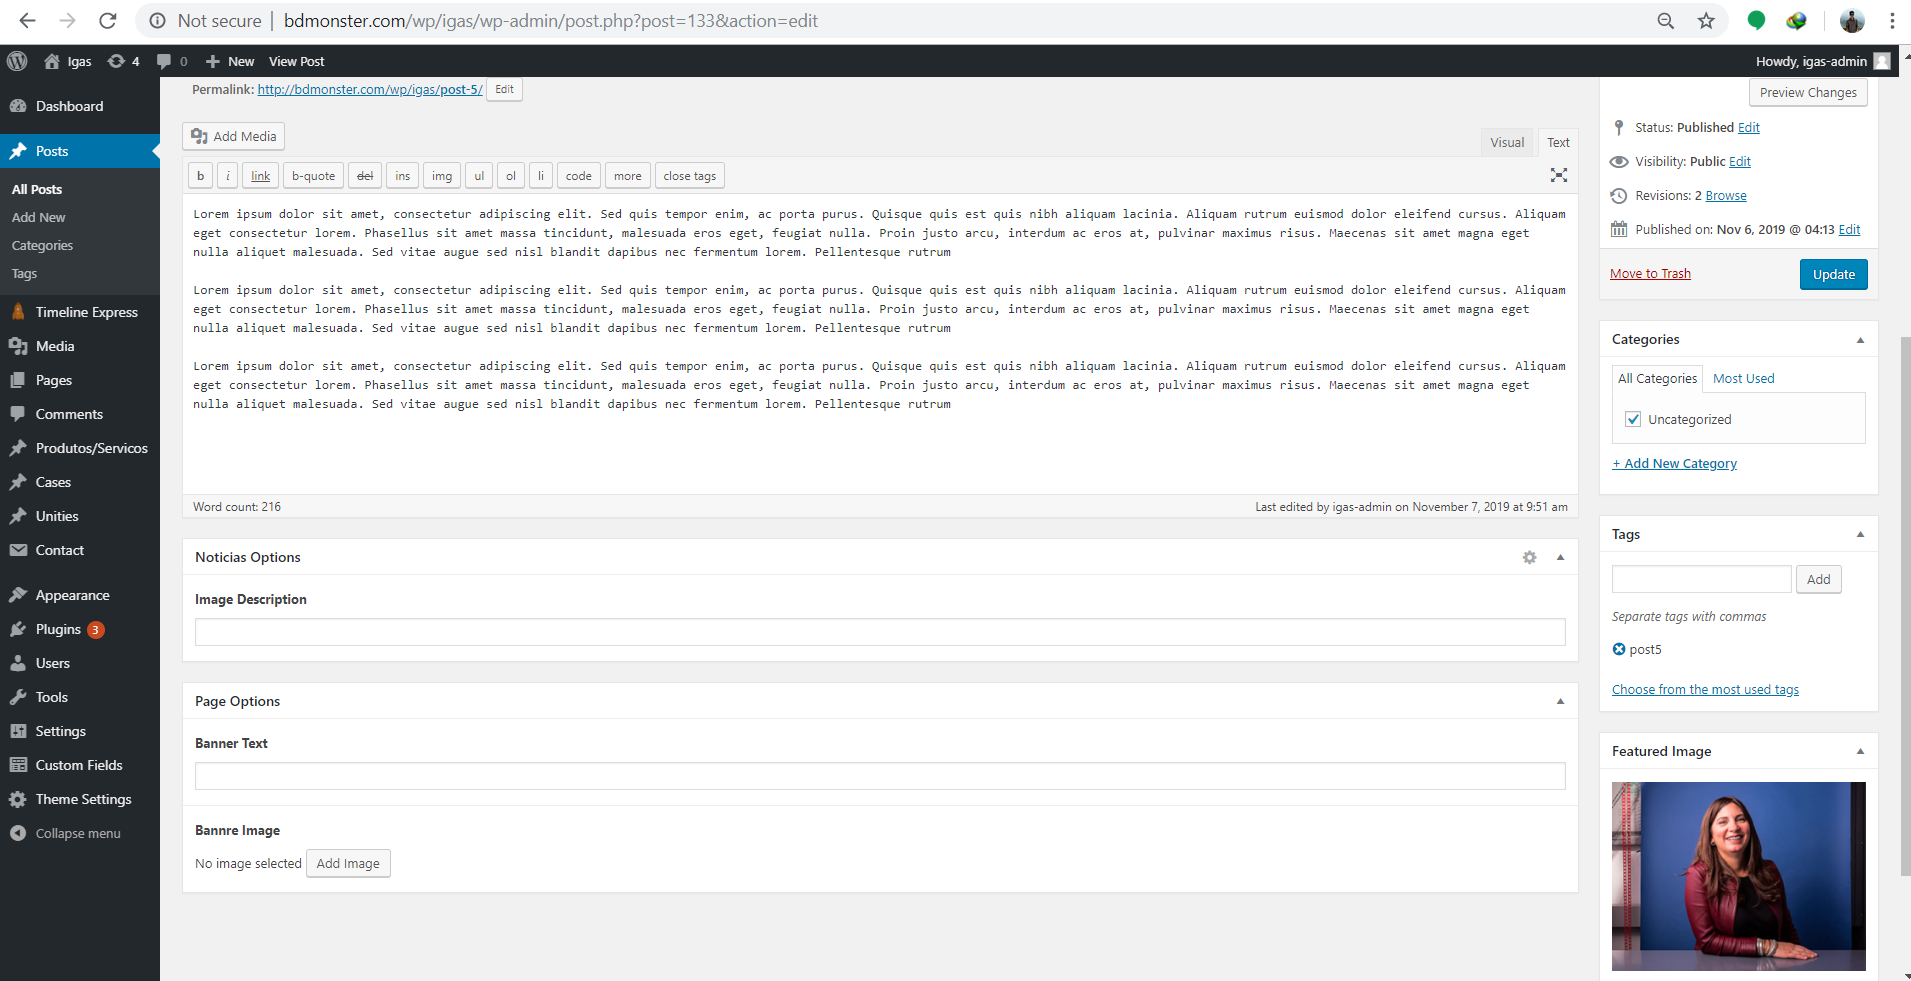 Not secure | bdmonster.com/wp/igas/wp-admin/post.php?post=133&action=edit
Igas 4 0 New View Post
Howdy, igas-admin
Dashboard
Posts
All Posts
Add New
Categories
Tags
Timeline Express
Media
Pages
Comments
Produtos/Servicos
Cases
Unities
Contact
Appearance
Plugins 3
Users
Tools
Settings
Custom Fields
Theme Settings
Collapse menu
Permalink: http://bdmonster.com/wp/igas/post-5/ Edit
Add Media
Visual Text
b i link b-quote del ins img ul ol li code more close tags
Lorem ipsum dolor sit amet, consectetur adipiscing elit. Sed quis tempor enim, ac porta purus. Quisque quis est quis nibh aliquam lacinia. Aliquam rutrum euismod dolor eleifend cursus. Aliquam
eget consectetur lorem. Phasellus sit amet massa tincidunt, malesuada eros eget, feugiat nulla. Proin justo arcu, interdum ac eros at, pulvinar maximus risus. Maecenas sit amet magna eget
nulla aliquet malesuada. Sed vitae augue sed nisl blandit dapibus nec fermentum lorem. Pellentesque rutrum
Lorem ipsum dolor sit amet, consectetur adipiscing elit. Sed quis tempor enim, ac porta purus. Quisque quis est quis nibh aliquam lacinia. Aliquam rutrum euismod dolor eleifend cursus. Aliquam
eget consectetur lorem. Phasellus sit amet massa tincidunt, malesuada eros eget, feugiat nulla. Proin justo arcu, interdum ac eros at, pulvinar maximus risus. Maecenas sit amet magna eget
nulla aliquet malesuada. Sed vitae augue sed nisl blandit dapibus nec fermentum lorem. Pellentesque rutrum
Lorem ipsum dolor sit amet, consectetur adipiscing elit. Sed quis tempor enim, ac porta purus. Quisque quis est quis nibh aliquam lacinia. Aliquam rutrum euismod dolor eleifend cursus. Aliquam
eget consectetur lorem. Phasellus sit amet massa tincidunt, malesuada eros eget, feugiat nulla. Proin justo arcu, interdum ac eros at, pulvinar maximus risus. Maecenas sit amet magna eget
nulla aliquet malesuada. Sed vitae augue sed nisl blandit dapibus nec fermentum lorem. Pellentesque rutrum
Word count: 216
Last edited by igas-admin on November 7, 2019 at 9:51 am
Noticias Options
Image Description
Page Options
Banner Text
Bannre Image
No image selected Add Image
Preview Changes
Status: Published Edit
Visibility: Public Edit
Revisions: 2 Browse
Published on: Nov 6, 2019 @ 04:13 Edit
Move to Trash Update
Categories
All Categories Most Used
Uncategorized
+ Add New Category
Tags
Add
Separate tags with commas
post5
Choose from the most used tags
Featured Image